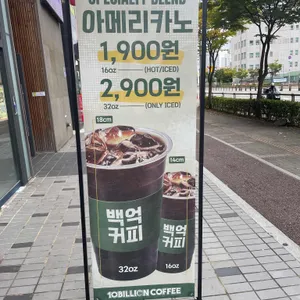 SPECIALTY BLEND
아메리카노
1,900원
16oz (HOT/ICED)
2,900원
32oz (ONLY ICED)
18cm
14cm
백억
커피
백억
커피
32oz
16oz
10BILLION COFFEE